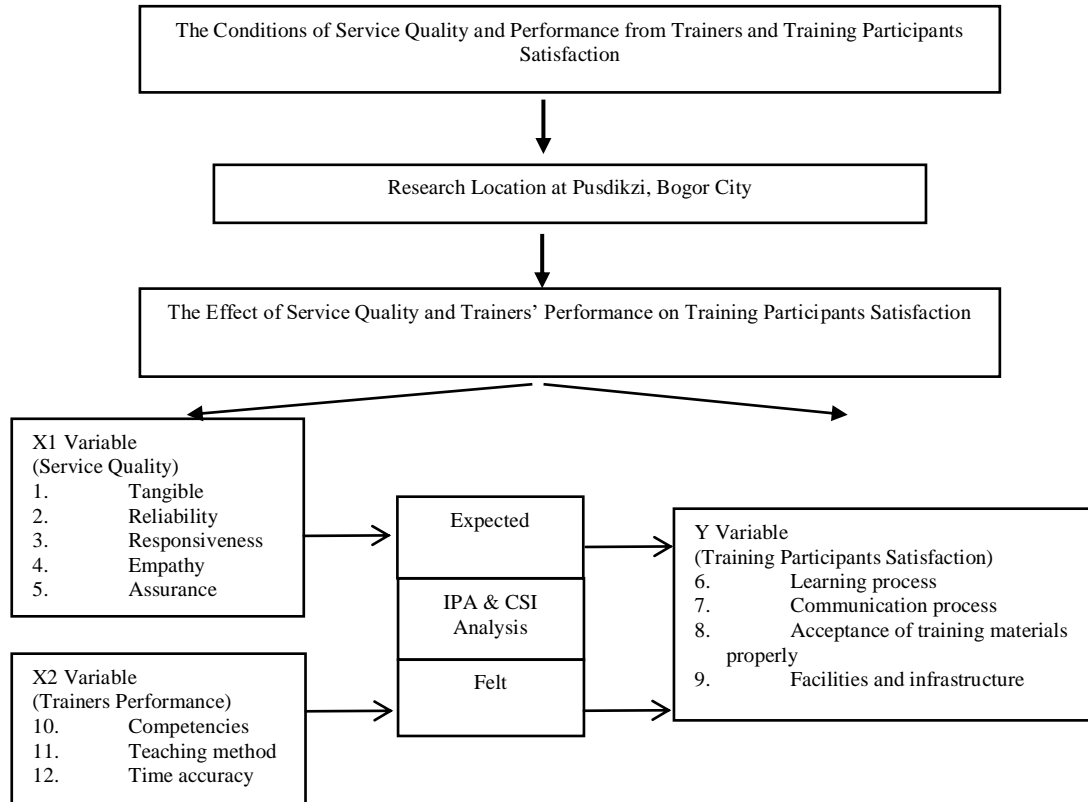 The Conditions of Service Quality and Performance from Trainers and Training Participants
Satisfaction
Research Location at Pusdikzi, Bogor City
The Effect of Service Quality and Trainers’ Performance on Training Participants Satisfaction
X1 Variable
(Service Quality)
1. Tangible
2. Reliability
3. Responsiveness
4. Empathy
5. Assurance
X2 Variable
(Trainers Performance)
10. Competencies
11. Teaching method
12. Time accuracy
Expected
IPA & CSI
Analysis
Felt
Y Variable
(Training Participants Satisfaction)
6. Learning process
7. Communication process
8. Acceptance of training materials
properly
9. Facilities and infrastructure